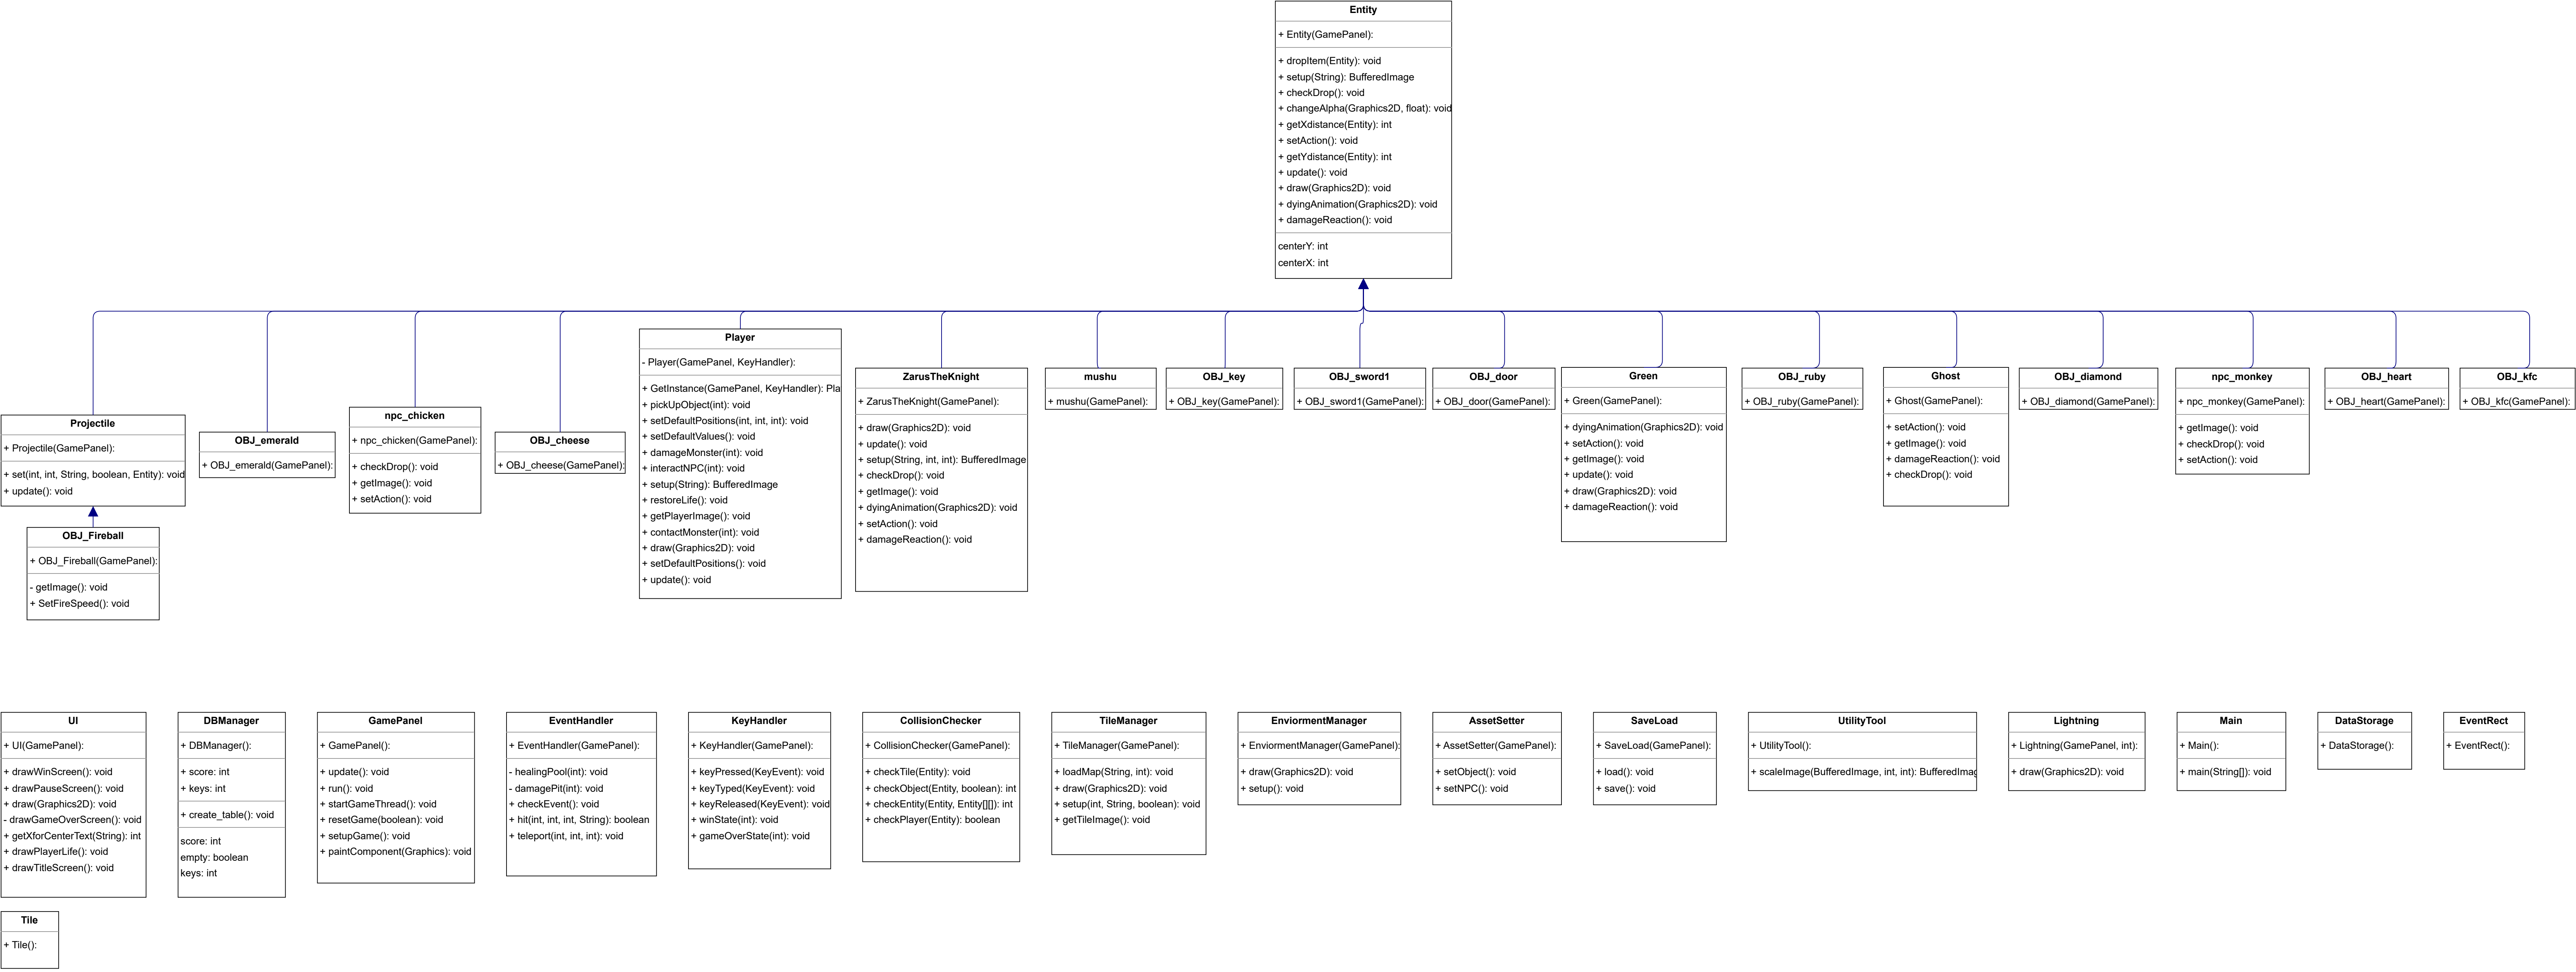 Entity
+ Entity(GamePanel):
+ dropItem(Entity): void
+ setup(String): BufferedImage
+ checkDrop(): void
+ changeAlpha(Graphics2D, float): void
+ getXdistance(Entity): int
+ setAction(): void
+ getYdistance(Entity): int
+ update(): void
+ draw(Graphics2D): void
+ dyingAnimation(Graphics2D): void
+ damageReaction(): void
centerY: int
centerX: int
Projectile
+ Projectile(GamePanel):
+ set(int, int, String, boolean, Entity): void
+ update(): void
OBJ_Fireball
+ OBJ_Fireball(GamePanel):
- getImage(): void
+ SetFireSpeed(): void
OBJ_emerald
+ OBJ_emerald(GamePanel):
npc_chicken
+ npc_chicken(GamePanel):
+ checkDrop(): void
+ getImage(): void
+ setAction(): void
OBJ_cheese
+ OBJ_cheese(GamePanel):
Player
- Player(GamePanel, KeyHandler):
+ GetInstance(GamePanel, KeyHandler): Pla
+ pickUpObject(int): void
+ setDefaultPositions(int, int, int): void
+ setDefaultValues(): void
+ damageMonster(int): void
+ interactNPC(int): void
+ setup(String): BufferedImage
+ restoreLife(): void
+ getPlayerImage(): void
+ contactMonster(int): void
+ draw(Graphics2D): void
+ setDefaultPositions(): void
+ update(): void
ZarusTheKnight
+ ZarusTheKnight(GamePanel):
+ draw(Graphics2D): void
+ update(): void
+ setup(String, int, int): BufferedImage
+ checkDrop(): void
+ getImage(): void
+ dyingAnimation(Graphics2D): void
+ setAction(): void
+ damageReaction(): void
mushu
+ mushu(GamePanel):
OBJ_key
+ OBJ_key(GamePanel):
OBJ_sword1
+ OBJ_sword1(GamePanel):
OBJ_door
+ OBJ_door(GamePanel):
Green
+ Green(GamePanel):
+ dyingAnimation(Graphics2D): void
+ setAction(): void
+ getImage(): void
+ update(): void
+ draw(Graphics2D): void
+ damageReaction(): void
OBJ_ruby
+ OBJ_ruby(GamePanel):
Ghost
+ Ghost(GamePanel):
+ setAction(): void
+ getImage(): void
+ damageReaction(): void
+ checkDrop(): void
OBJ_diamond
+ OBJ_diamond(GamePanel):
npc_monkey
+ npc_monkey(GamePanel):
+ getImage(): void
+ checkDrop(): void
+ setAction(): void
OBJ_heart
+ OBJ_heart(GamePanel):
OBJ_kfc
+ OBJ_kfc(GamePanel):
UI
+ UI(GamePanel):
+ drawWinScreen(): void
+ drawPauseScreen(): void
+ draw(Graphics2D): void
- drawGameOverScreen(): void
+ getXforCenterText(String): int
+ drawPlayerLife(): void
+ drawTitleScreen(): void
DBManager
+ DBManager():
+ score: int
+ keys: int
+ create_table(): void
score: int
empty: boolean
keys: int
GamePanel
+ GamePanel():
+ update(): void
+ run(): void
+ startGameThread(): void
+ resetGame(boolean): void
+ setupGame(): void
+ paintComponent(Graphics): void
EventHandler
+ EventHandler(GamePanel):
- healingPool(int): void
- damagePit(int): void
+ checkEvent(): void
+ hit(int, int, int, String): boolean
+ teleport(int, int, int): void
KeyHandler
+ KeyHandler(GamePanel):
+ keyPressed(KeyEvent): void
+ keyTyped(KeyEvent): void
+ keyReleased(KeyEvent): void
+ winState(int): void
+ gameOverState(int): void
CollisionChecker
+ CollisionChecker(GamePanel):
+ checkTile(Entity): void
+ checkObject(Entity, boolean): int
+ checkEntity(Entity, Entity[][]): int
+ checkPlayer(Entity): boolean
TileManager
+ TileManager(GamePanel):
+ loadMap(String, int): void
+ draw(Graphics2D): void
+ setup(int, String, boolean): void
+ getTileImage(): void
EnviormentManager
+ EnviormentManager(GamePanel):
+ draw(Graphics2D): void
+ setup(): void
AssetSetter
+ AssetSetter(GamePanel):
+ setObject(): void
+ setNPC(): void
SaveLoad
+ SaveLoad(GamePanel):
+ load(): void
+ save(): void
UtilityTool
+ UtilityTool():
+ scaleImage(BufferedImage, int, int): BufferedImag
Lightning
+ Lightning(GamePanel, int):
+ draw(Graphics2D): void
Main
+ Main():
+ main(String[]): void
DataStorage
+ DataStorage():
EventRect
+ EventRect():
Tile
+ Tile():